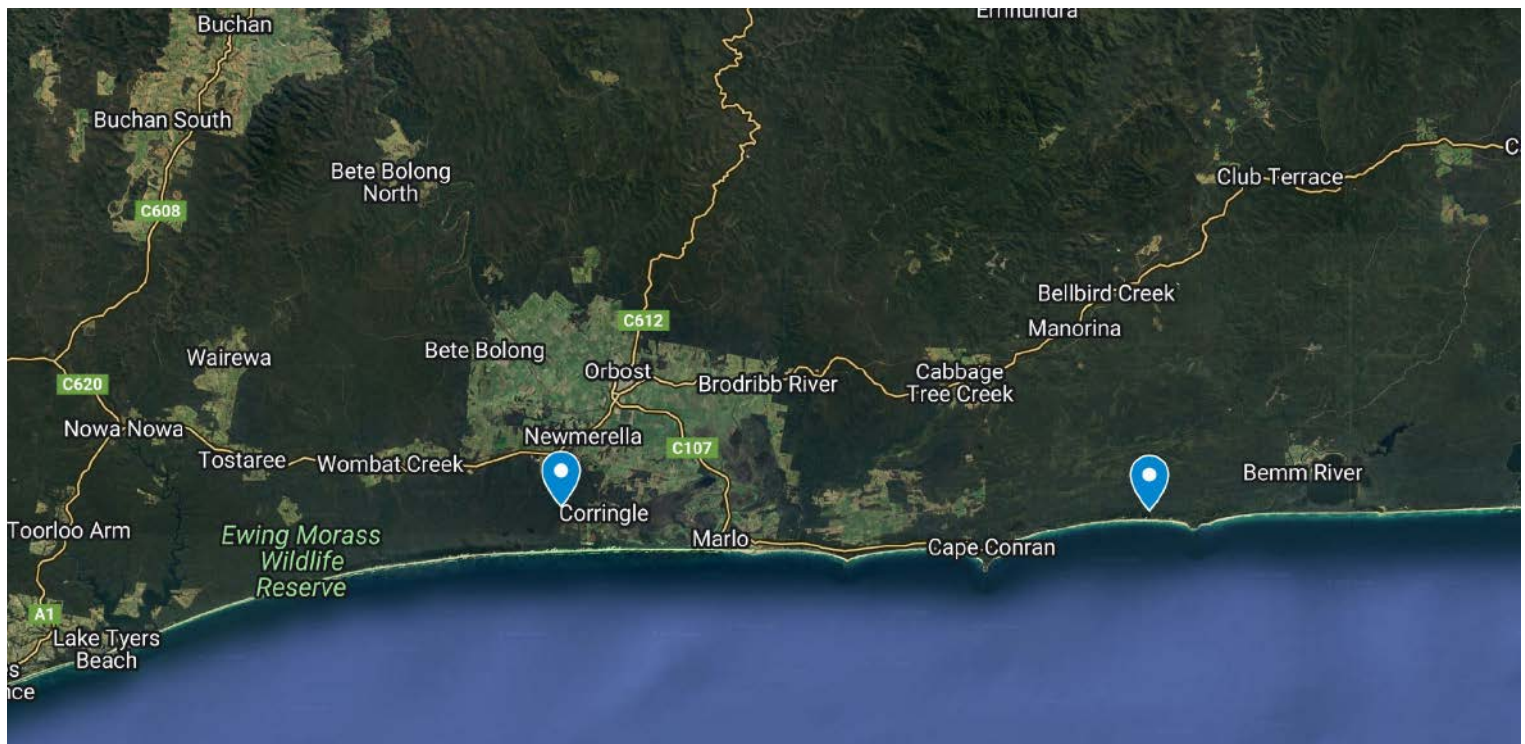 Ermundra
Buchan
Buchan South
Bete Bolong
North
C608
Club Terrace
C
Bellbird Creek
Manorina
C612
Wairewa
Bete Bolong
Orbost
Brodribb River
Cabbage
Tree Creek
C620
Nowa Nowa
Newmerella
C107
Tostaree
Wombat Creek
Bemm River
Corringle
Toorloo Arm
Ewing Morass
Wildlife
Reserve
Marlo
Cape Conran
A1
Lake Tyers
Beach
s
nce